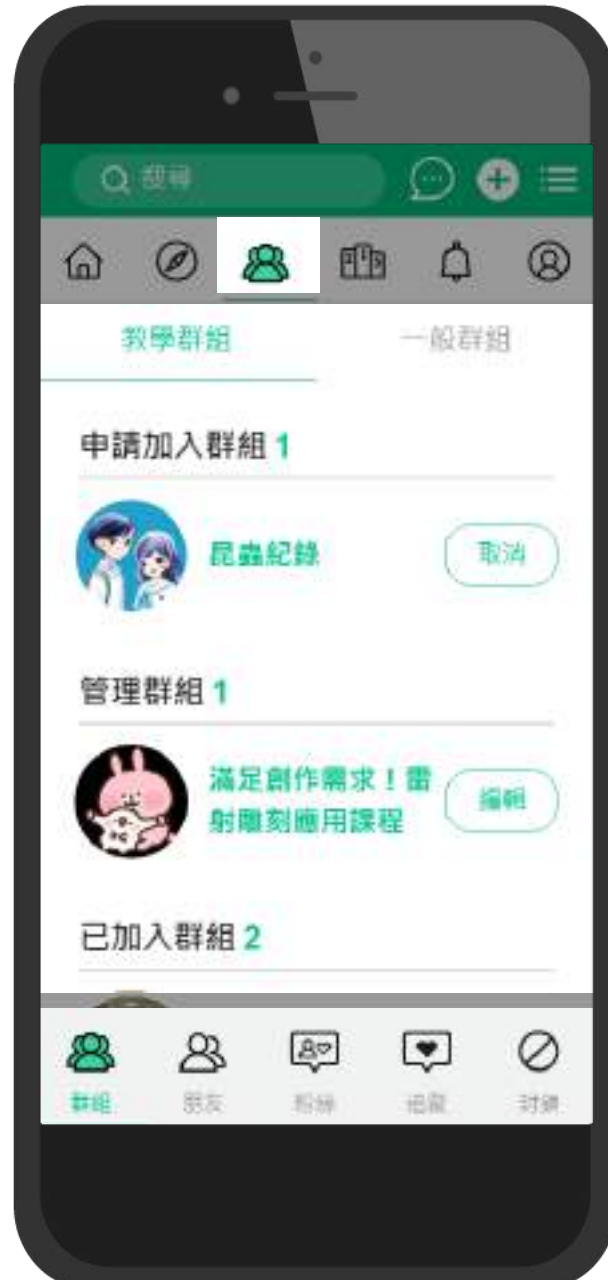 搜尋
教學群組 一般群組
申請加入群組 1
昆蟲紀錄 取消
管理群組 1
滿足創作需求！雷
射雕刻應用課程
編輯
已加入群組 2
群組 朋友 粉絲 追蹤 封鎖